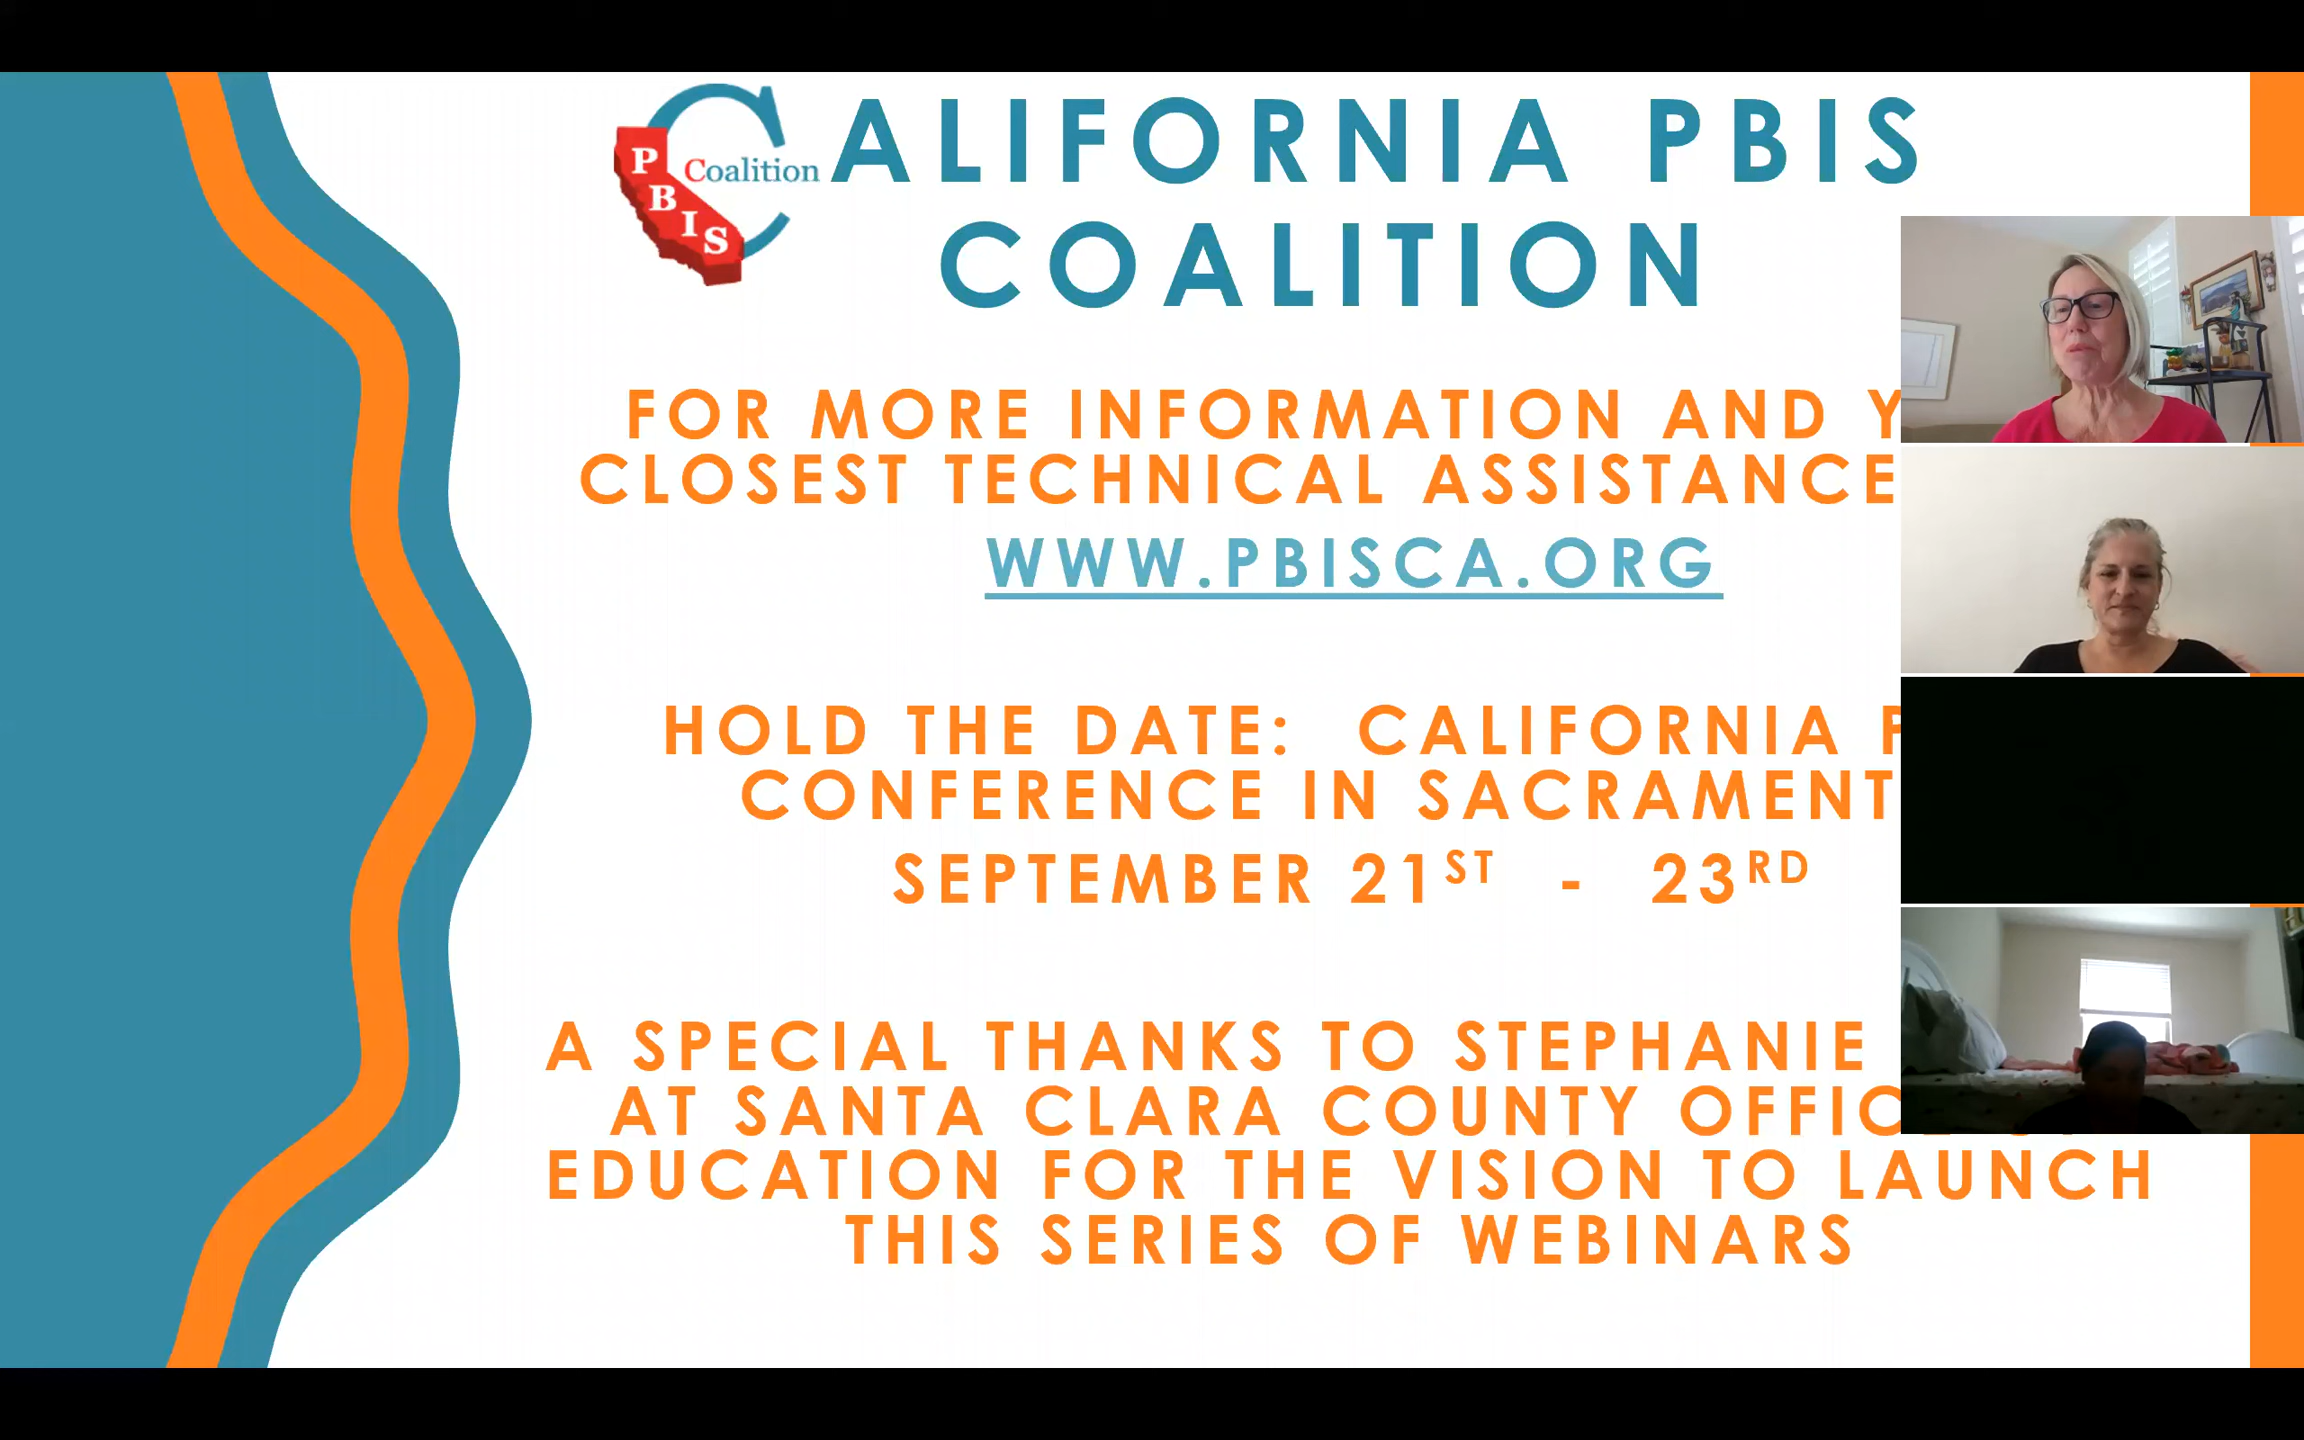 CALIFORNIA PBIS
PBIS Coalition
COALITION
FOR MORE INFORMATION AND
CLOSEST TECHNICAL ASSISTANCE
WWW.PBISCA.ORG
HOLD THE DATE: CALIFORNIA
CONFERENCE IN
SEPTEMBER 21ST - 23RD
A SPECIAL THANKS TO STEPHANIE
AT SANTA CLARA COUNTY
EDUCATION FOR THE VISION TO LAUNCH
THIS SERIES OF WEBINARS